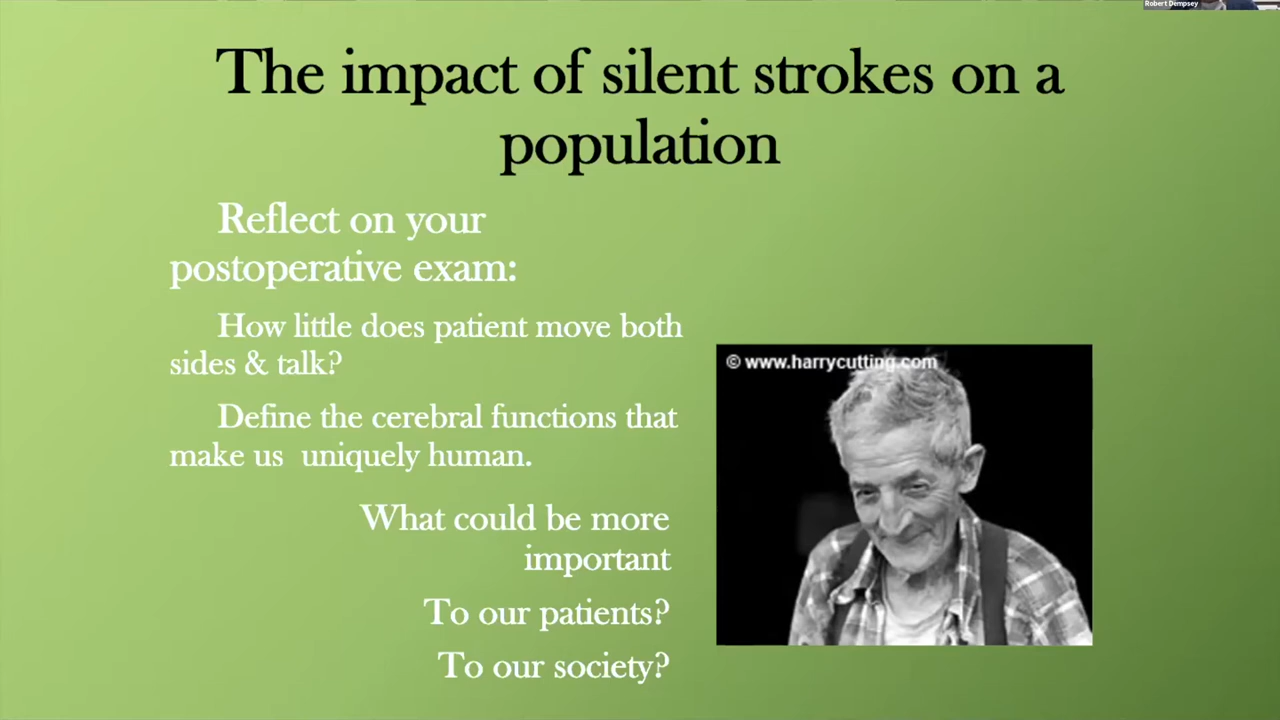 Robert Dempsey
The impact of silent strokes on a
population
Reflect on your
postoperative exam:
How little does patient move both
sides & talk?
Define the cerebral functions that
make us uniquely human.
What could be more
important
To our patients?
To our society?
© www.harrycutting.com